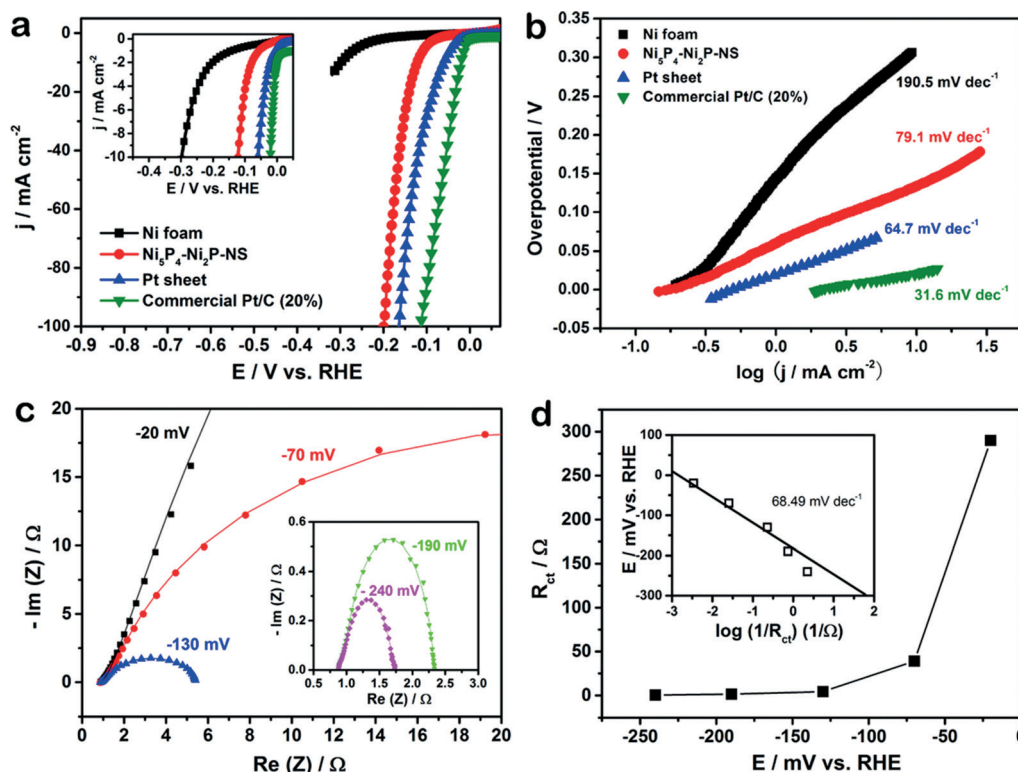 a
j / mA cm⁻²
0
-20
-40
-60
-80
-100
-0.9 -0.8 -0.7 -0.6 -0.5 -0.4 -0.3 -0.2 -0.1 0.0
E / V vs. RHE
j / mA cm⁻²
0
-2
-4
-6
-8
-10
-0.4 -0.3 -0.2 -0.1 0.0
E / V vs. RHE
Ni foam
Ni₅P₄-Ni₂P-NS
Pt sheet
Commercial Pt/C (20%)
b
Overpotential / V
0.30
0.25
0.20
0.15
0.10
0.05
0.00
-0.05
-1.0 -0.5 0.0 0.5 1.0 1.5
log (j / mA cm⁻²)
Ni foam
Ni₅P₄-Ni₂P-NS
Pt sheet
Commercial Pt/C (20%)
190.5 mV dec⁻¹
79.1 mV dec⁻¹
64.7 mV dec⁻¹
31.6 mV dec⁻¹
c
- Im (Z) / Ω
20
15
10
5
0
0 2 4 6 8 10 12 14 16 18 20
Re (Z) / Ω
-20 mV
-70 mV
-130 mV
- Im (Z) / Ω
0.6
0.4
0.2
0.0
0.5 1.0 1.5 2.0 2.5 3.0
Re (Z) / Ω
-190 mV
- 240 mV
d
Rct / Ω
300
250
200
150
100
50
0
-250 -200 -150 -100 -50 0
E / mV vs. RHE
E / mV vs. RHE
100
0
-100
-200
-300
-3 -2 -1 0 1 2
log (1/Rct) (1/Ω)
68.49 mV dec⁻¹